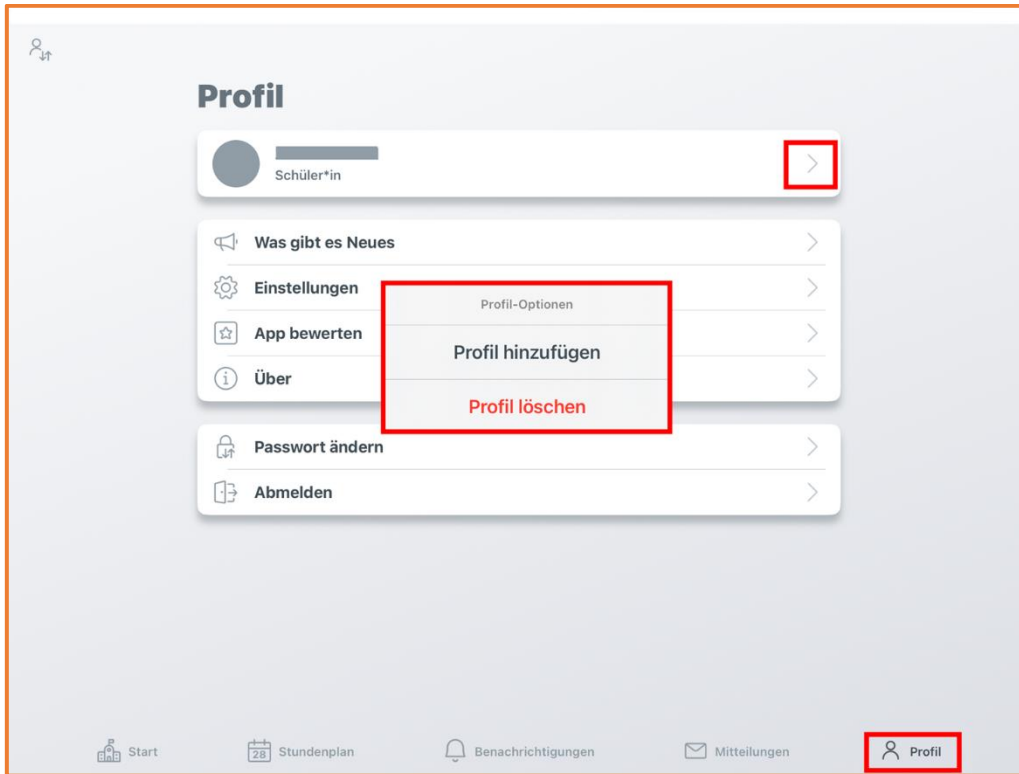 Profil
Schüler*in
Was gibt es Neues
Einstellungen
Profil-Optionen
App bewerten
Profil hinzufügen
Über
Profil löschen
Passwort ändern
Abmelden
Start
28 Stundenplan
Benachrichtigungen
Mitteilungen
Profil